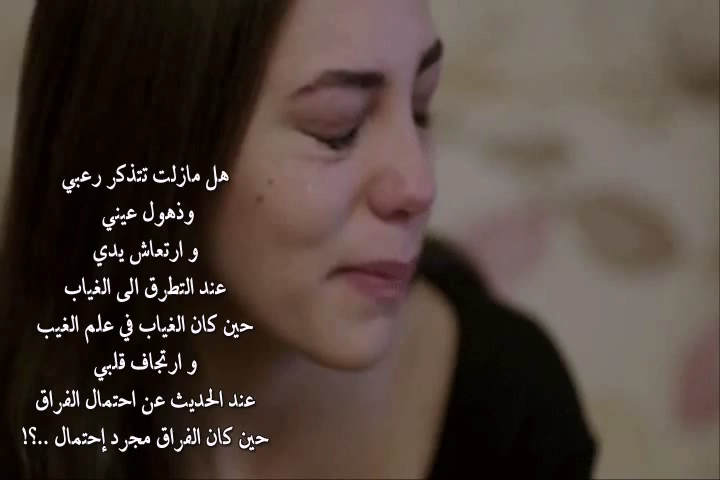 هل مازلت تتذكر رعبي
وذهول عيني
و ارتعاش يدي
عند التطرق الى الغياب
حين كان الغياب في علم الغيب
و ارتجاف قلبي
عند الحديث عن احتمال الفراق
حين كان الفراق مجرد إحتمال ..؟!